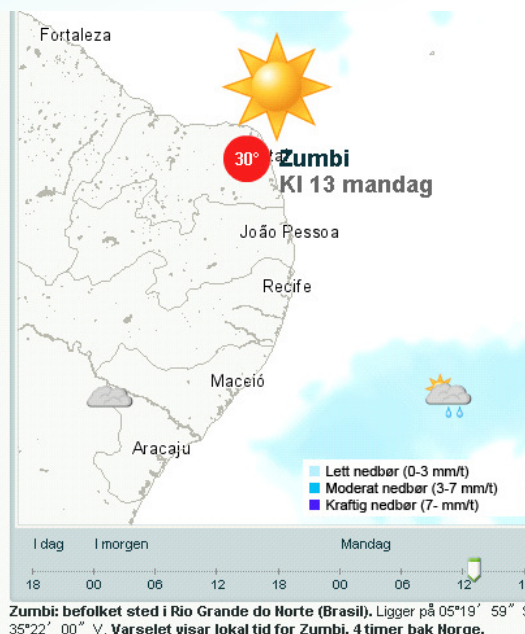 Fortaleza
30°
Zumbi
Kl 13 mandag
João Pessoa
Recife
Maceió
Aracaju
Lett nedbør (0-3 mm/t)
Moderat nedbør (3-7 mm/t)
Kraftig nedbør (7- mm/t)
I dag I morgen Mandag
18 00 06 12 18 00 06 12
Zumbi: befolket sted i Rio Grande do Norte (Brasil). Ligger på 05°19′ 59″ S
35°22′ 00″ V. Varselet visar lokal tid for Zumbi, 4 timer bak Norge.